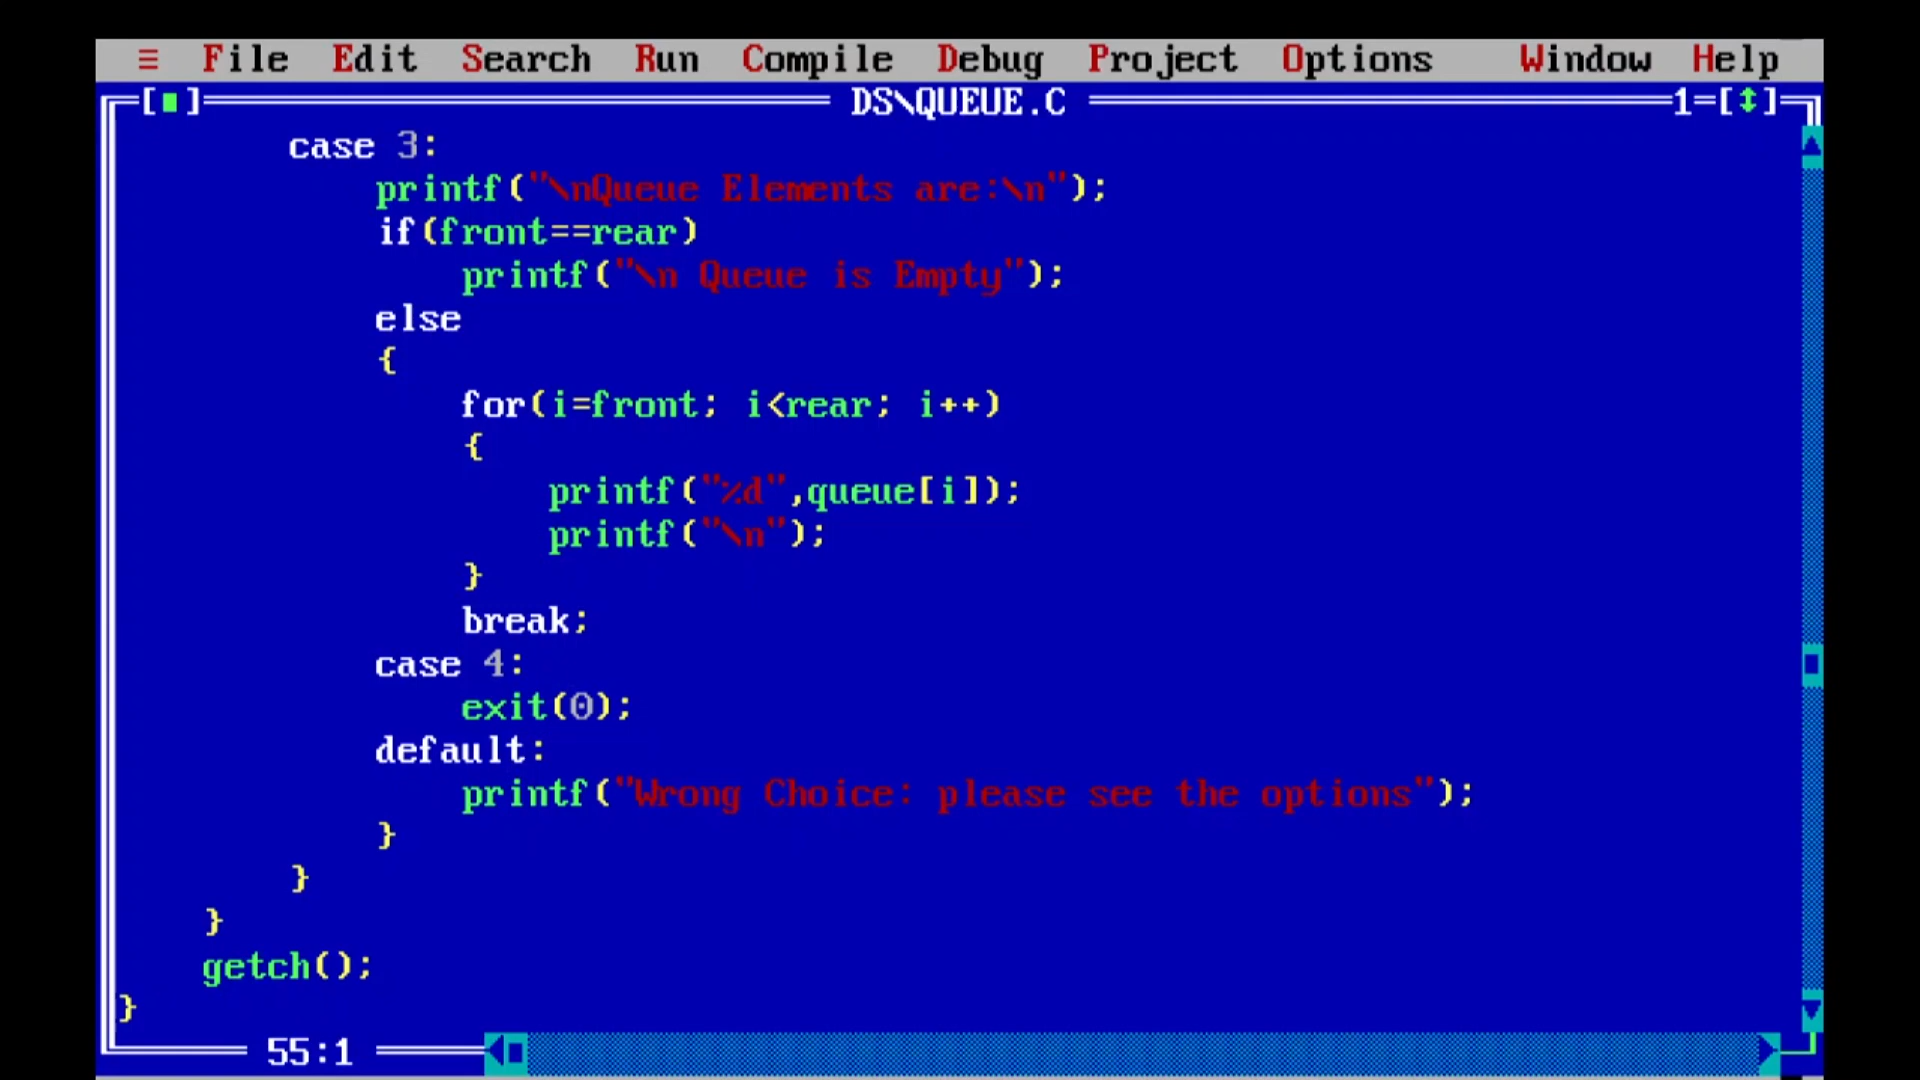 ≡ File Edit Search Run Compile Debug Project Options Window Help
[■] DS\QUEUE.C 1=[↕]
case 3:
printf("\nQueue Elements are:\n");
if(front==rear)
printf("\n Queue is Empty");
else
{
for(i=front; i<rear; i++)
{
printf("%d",queue[i]);
printf("\n");
}
break;
case 4:
exit(0);
default:
printf("Wrong Choice: please see the options");
}
}
}
getch();
}
55:1